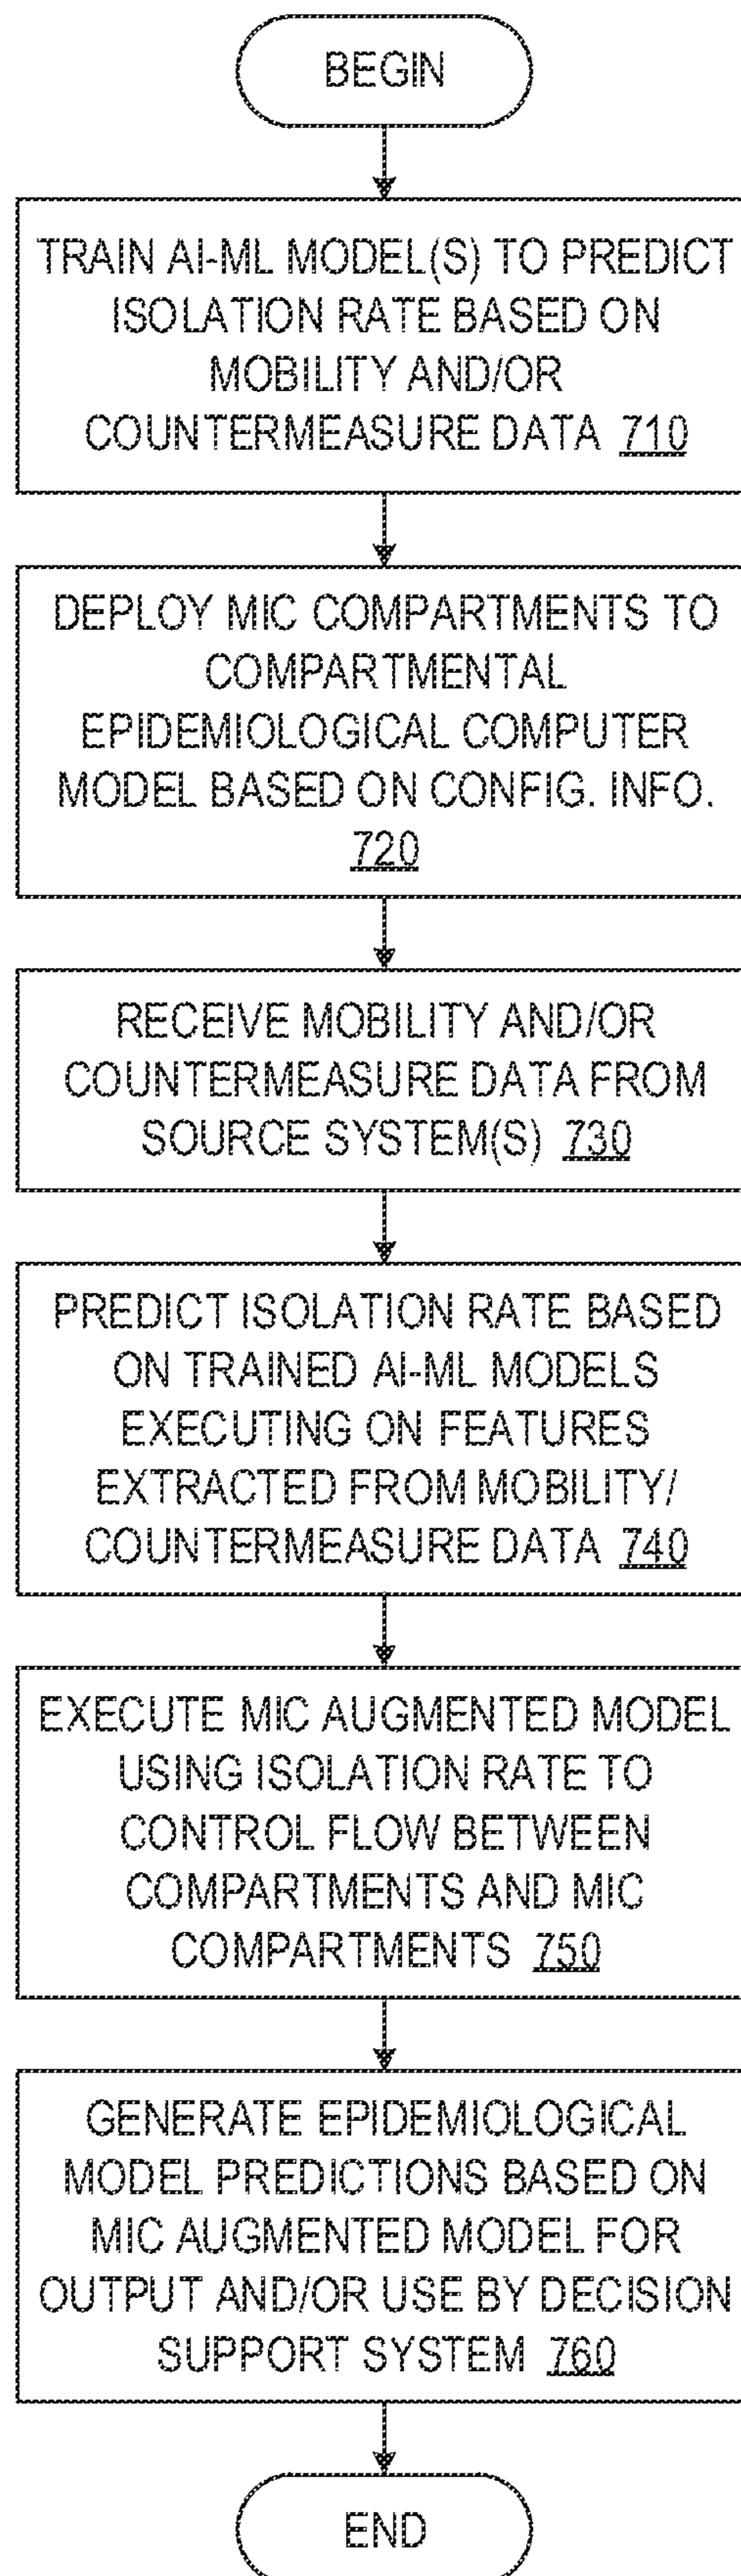 BEGIN
TRAIN AI-ML MODEL(S) TO PREDICT
ISOLATION RATE BASED ON
MOBILITY AND/OR
COUNTERMEASURE DATA 710
DEPLOY MIC COMPARTMENTS TO
COMPARTMENTAL
EPIDEMIOLOGICAL COMPUTER
MODEL BASED ON CONFIG. INFO.
720
RECEIVE MOBILITY AND/OR
COUNTERMEASURE DATA FROM
SOURCE SYSTEM(S) 730
PREDICT ISOLATION RATE BASED
ON TRAINED AI-ML MODELS
EXECUTING ON FEATURES
EXTRACTED FROM MOBILITY/
COUNTERMEASURE DATA 740
EXECUTE MIC AUGMENTED MODEL
USING ISOLATION RATE TO
CONTROL FLOW BETWEEN
COMPARTMENTS AND MIC
COMPARTMENTS 750
GENERATE EPIDEMIOLOGICAL
MODEL PREDICTIONS BASED ON
MIC AUGMENTED MODEL FOR
OUTPUT AND/OR USE BY DECISION
SUPPORT SYSTEM 760
END